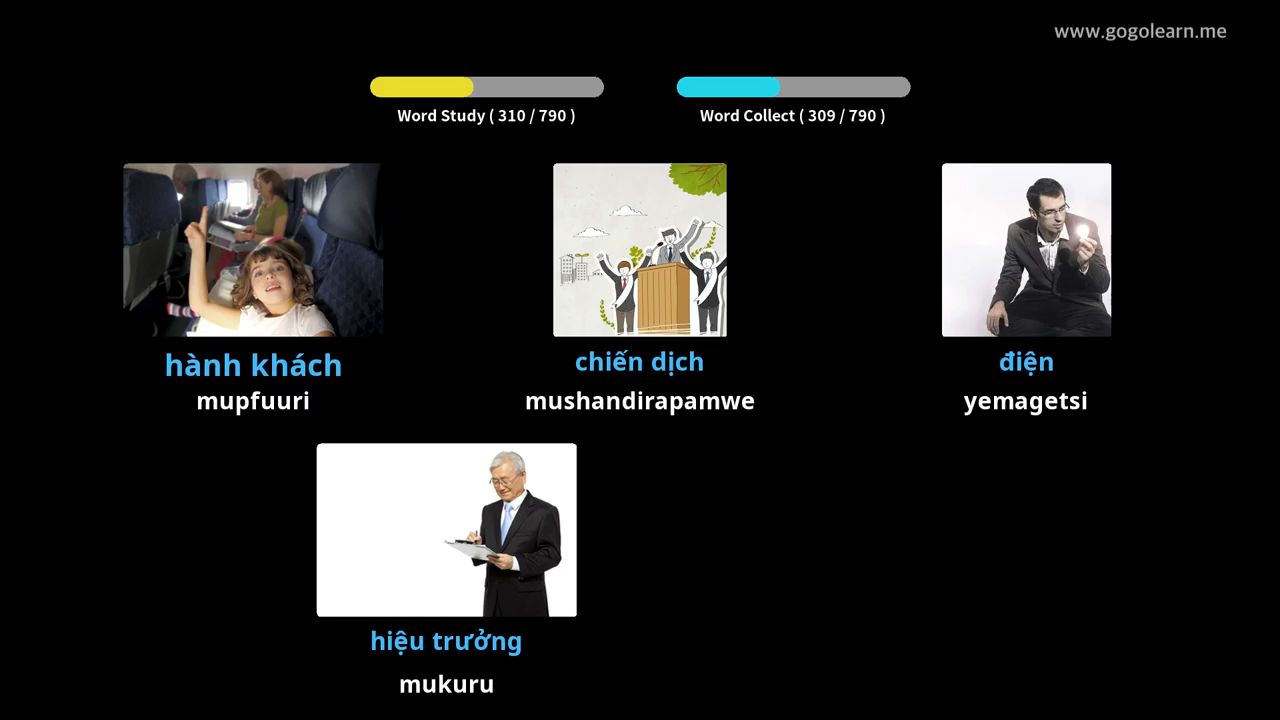 www.gogolearn.me
Word Study ( 310 / 790 )
Word Collect ( 309 / 790 )
hành khách
mupfuuri
chiến dịch
mushandirapamwe
điện
yemagetsi
hiệu trưởng
mukuru